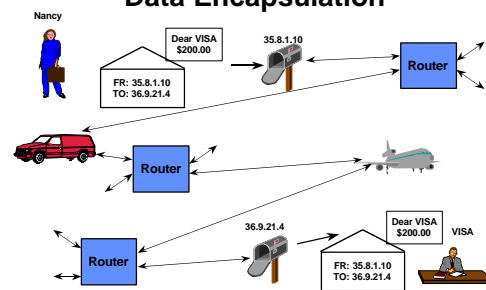 Data Encapsulation
Nancy
Dear VISA
$200.00
35.8.1.10
FR: 35.8.1.10
TO: 36.9.21.4
Router
Router
Router
36.9.21.4
Dear VISA
$200.00
VISA
FR: 35.8.1.10
TO: 36.9.21.4